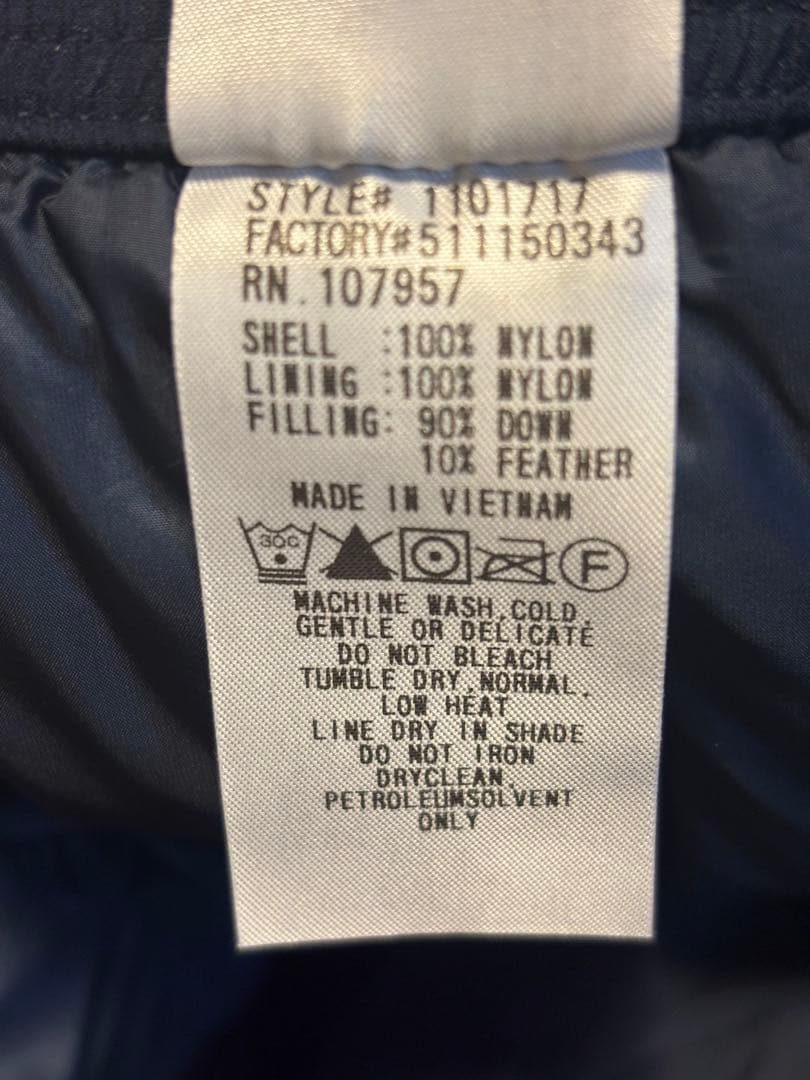 STYLE# 1101717
FACTORY#511150343
RN.107957
SHELL :100% NYLON
LINING :100% NYLON
FILLING: 90% DOWN
10% FEATHER
MADE IN VIETNAM
30C F
MACHINE WASH,COLD,
GENTLE OR DELICATE
DO NOT BLEACH
TUMBLE DRY,NORMAL,
LOW HEAT
LINE DRY IN SHADE
DO NOT IRON
DRYCLEAN,
PETROLEUMSOLVENT
ONLY